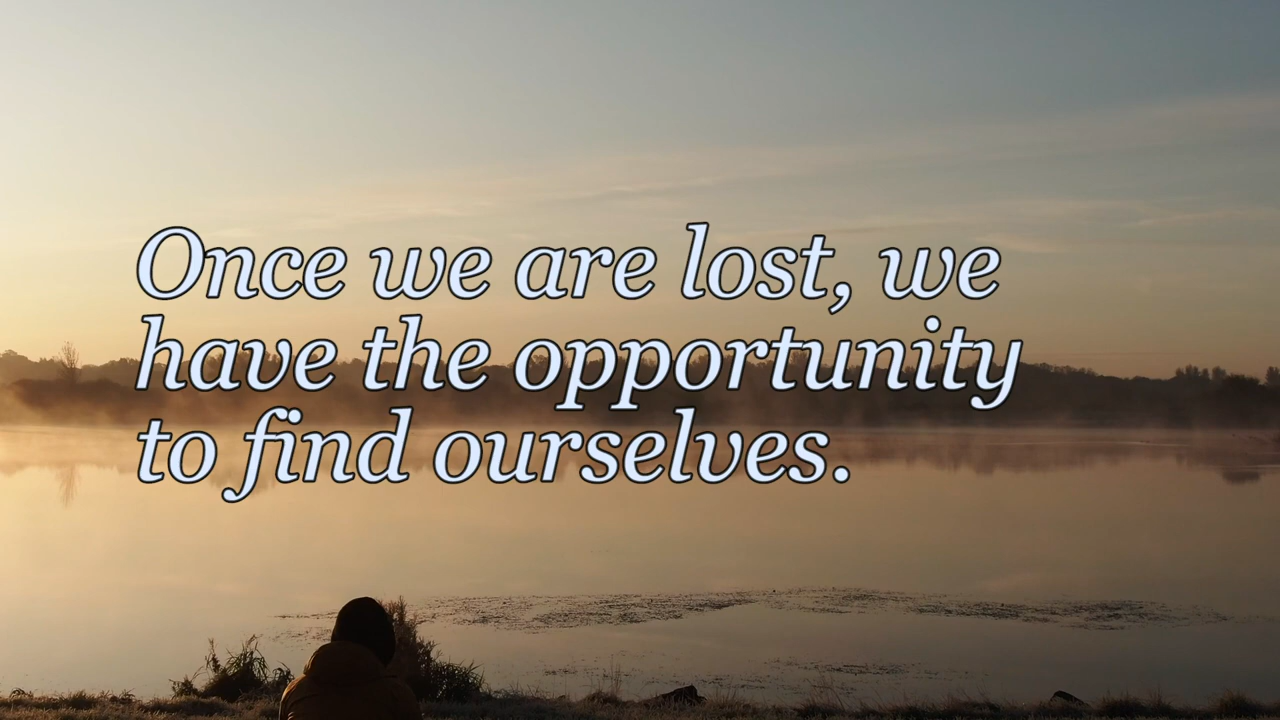 Once we are lost, we
have the opportunity
to find ourselves.